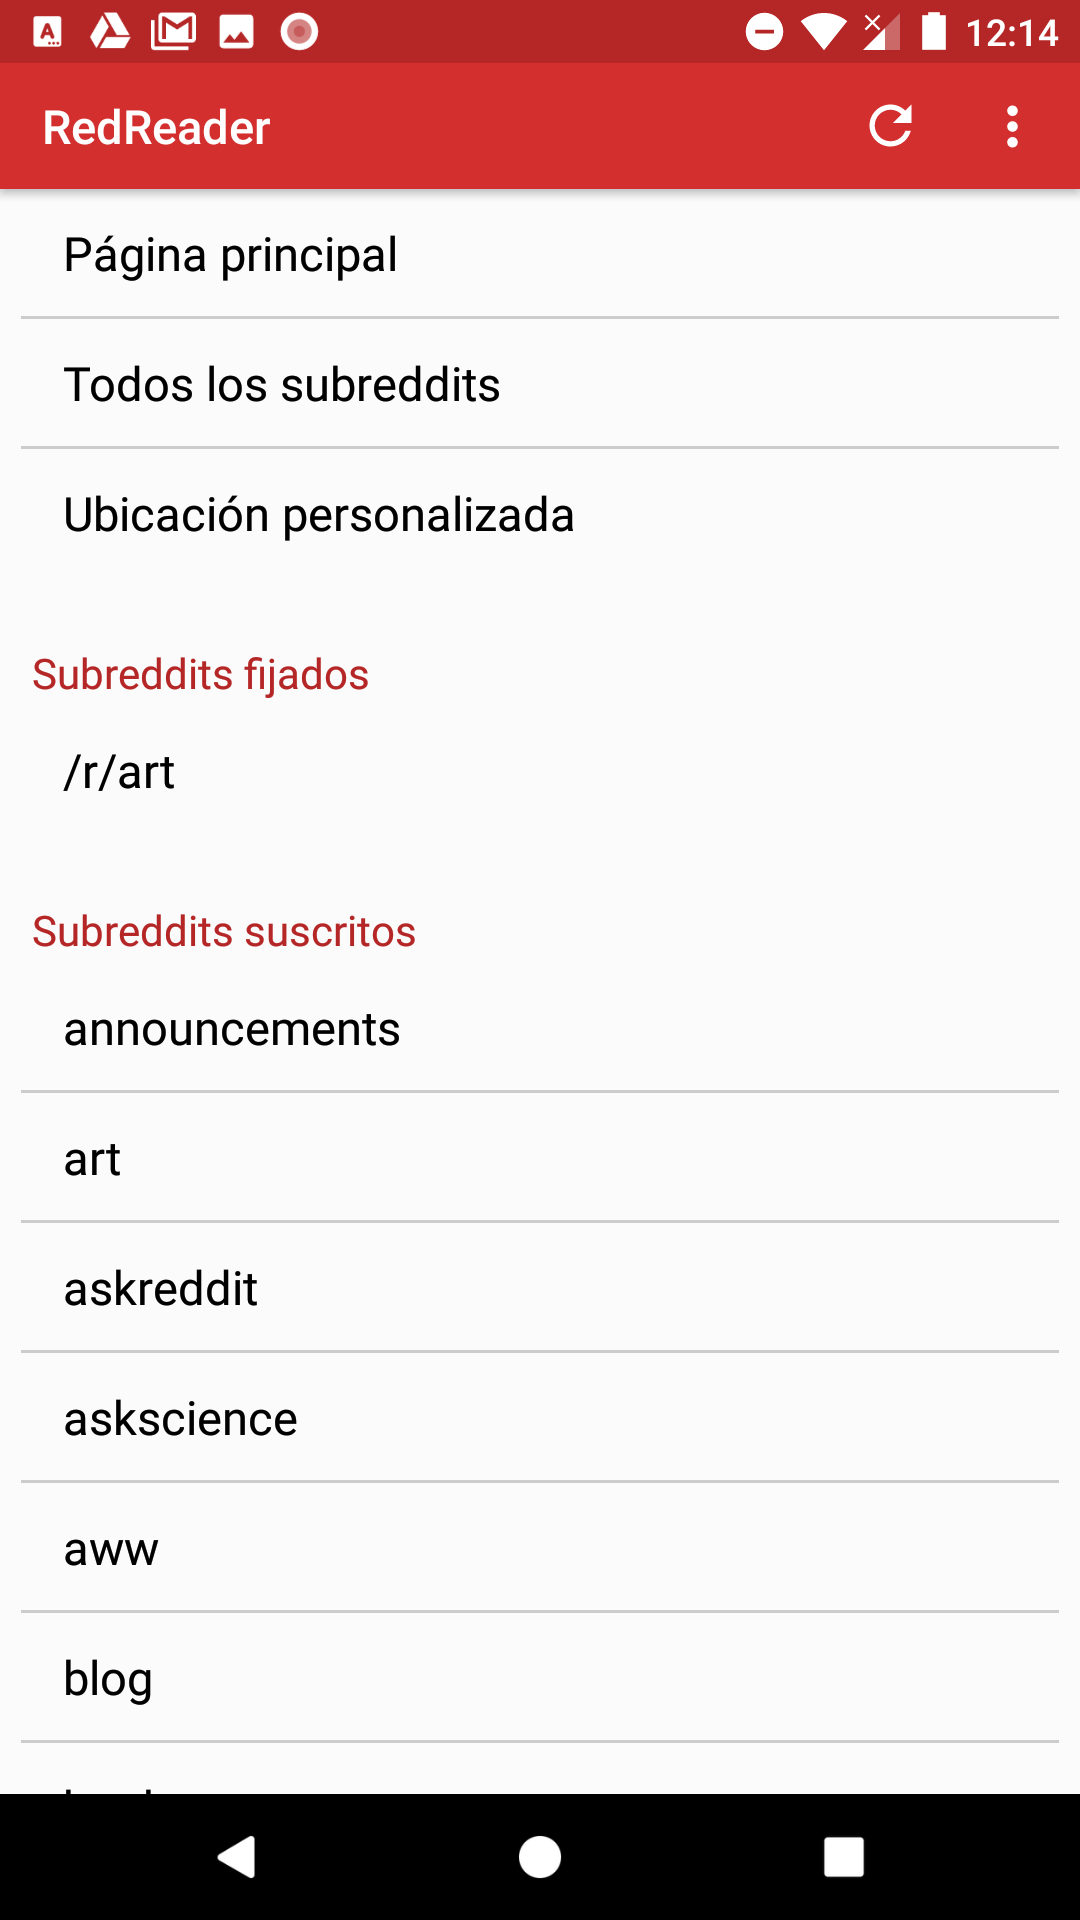 12:14
RedReader
Página principal
Todos los subreddits
Ubicación personalizada
Subreddits fijados
/r/art
Subreddits suscritos
announcements
art
askreddit
askscience
aww
blog